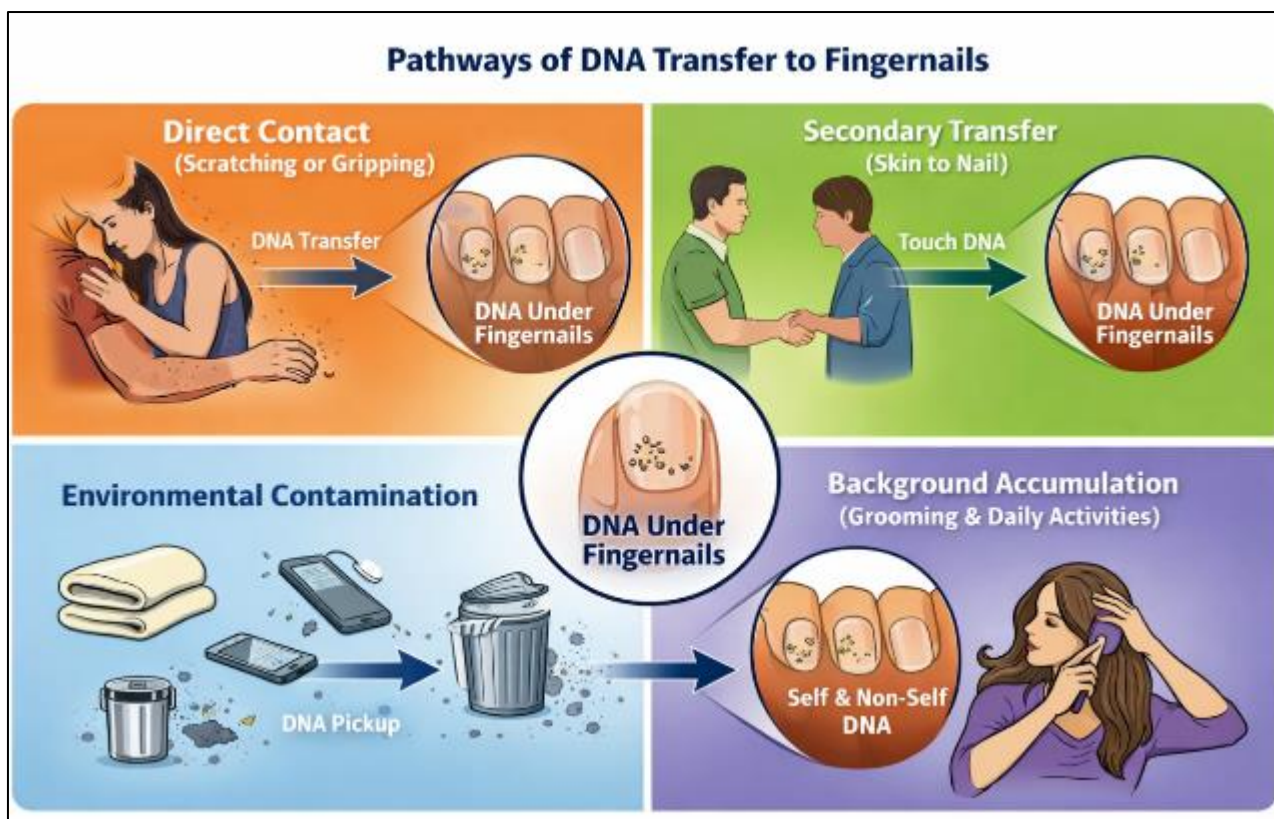 Pathways of DNA Transfer to Fingernails
Direct Contact
(Scratching or Gripping)
DNA Transfer
DNA Under
Fingernails
Secondary Transfer
(Skin to Nail)
Touch DNA
DNA Under
Fingernails
DNA Under
Fingernails
Environmental Contamination
DNA Pickup
Background Accumulation
(Grooming & Daily Activities)
Self & Non-Self
DNA